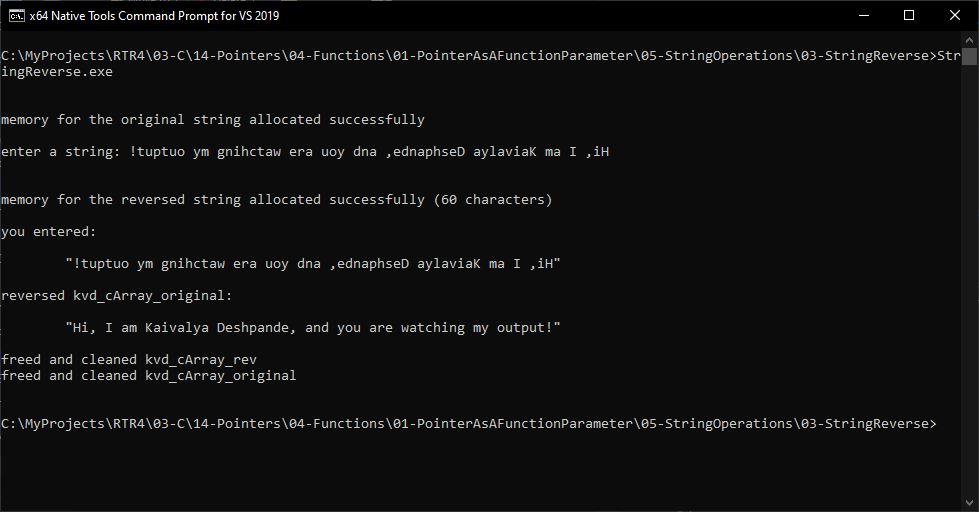 x64 Native Tools Command Prompt for VS 2019
C:\MyProjects\RTR4\03-C\14-Pointers\04-Functions\01-PointerAsAFunctionParameter\05-StringOperations\03-StringReverse>Str
ingReverse.exe
memory for the original string allocated successfully
enter a string: !tuptuo ym gnihctaw era uoy dna ,ednaphseD aylaviaK ma I ,iH
memory for the reversed string allocated successfully (60 characters)
you entered:
"!tuptuo ym gnihctaw era uoy dna ,ednaphseD aylaviaK ma I ,iH"
reversed kvd_cArray_original:
"Hi, I am Kaivalya Deshpande, and you are watching my output!"
freed and cleaned kvd_cArray_rev
freed and cleaned kvd_cArray_original
C:\MyProjects\RTR4\03-C\14-Pointers\04-Functions\01-PointerAsAFunctionParameter\05-StringOperations\03-StringReverse>